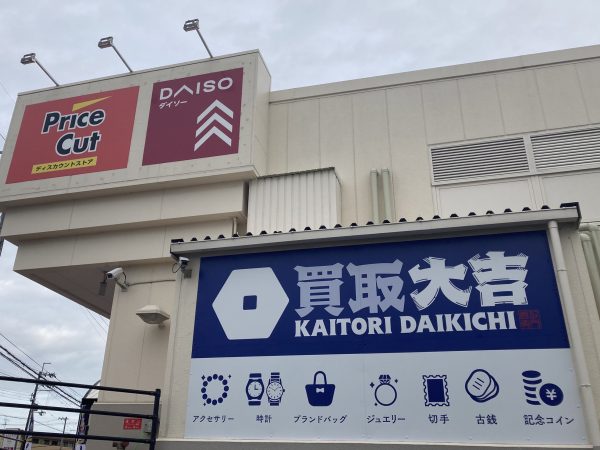 Price
Cut
ディスカウントストア
DAISO
ダイソー
買取大吉
KAITORI DAIKICHI
アクセサリー 時計 ブランドバッグ ジュエリー 切手 古銭 記念コイン
¥